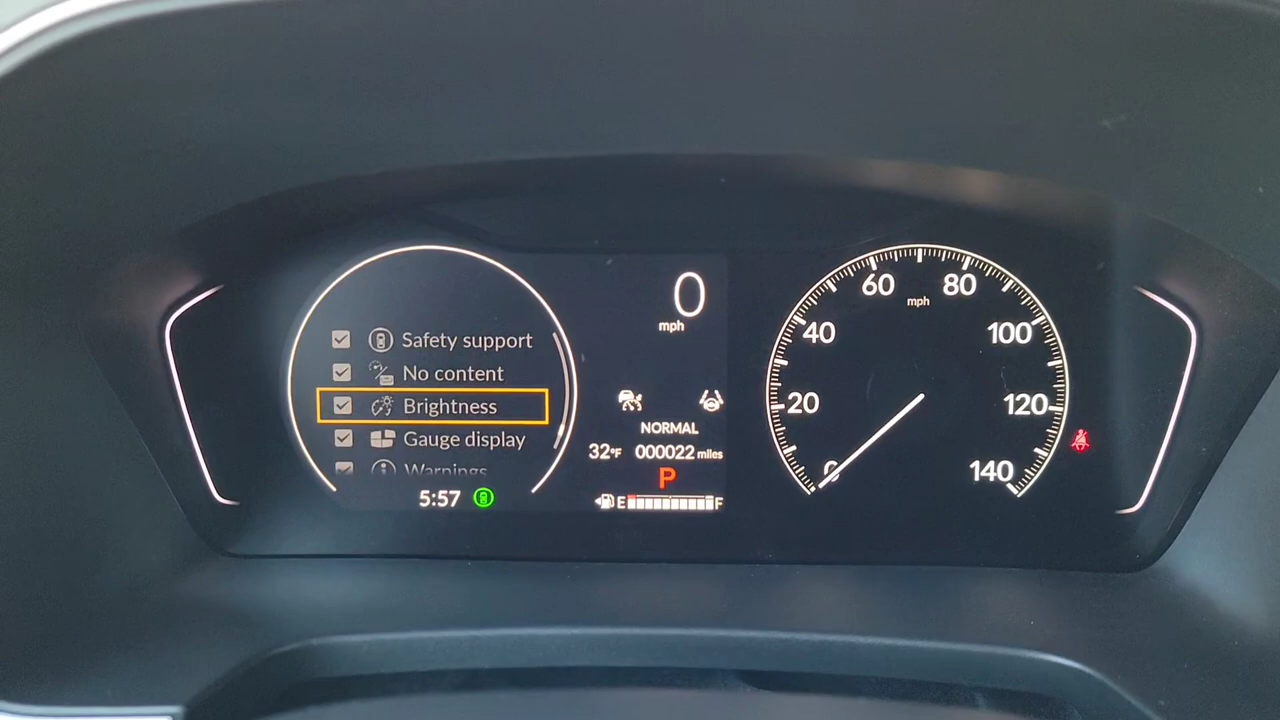 Safety support
No content
Brightness
Gauge display
Warnings
5:57
0
mph
NORMAL
32°F 000022 miles
P
E F
mph
0
20
40
60
80
100
120
140